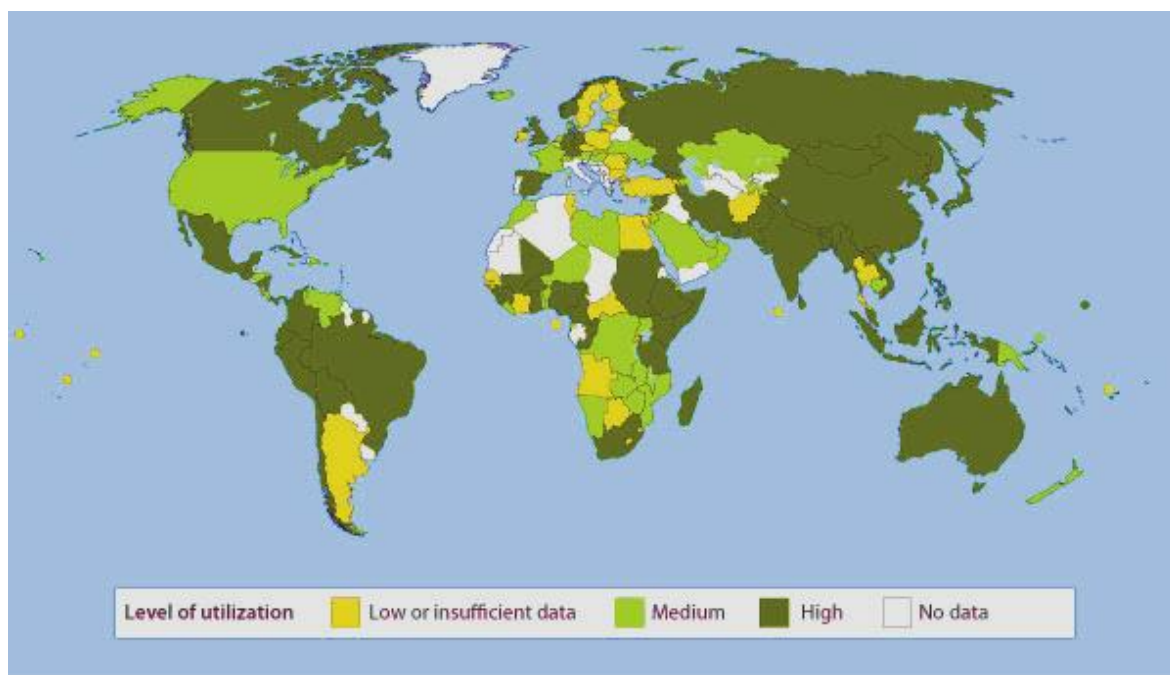 Level of utilization Low or insufficient data Medium High No data